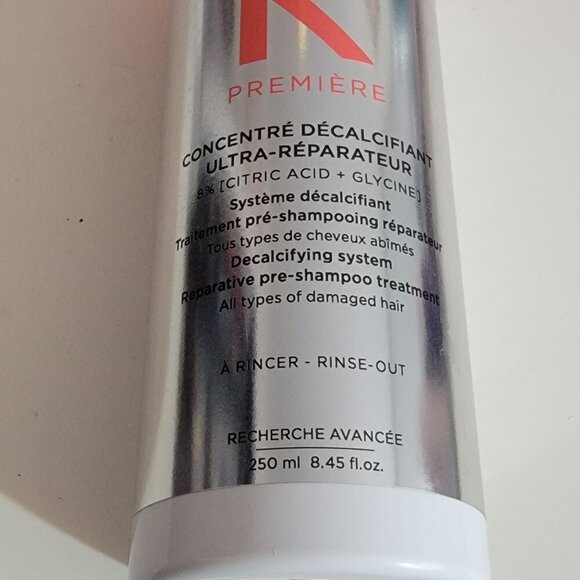 K
PREMIÈRE
CONCENTRÉ DÉCALCIFIANT
ULTRA-RÉPARATEUR
8% [CITRIC ACID + GLYCINE]
Système décalcifiant
Traitement pré-shampooing réparateur
Tous types de cheveux abîmés
Decalcifying system
Reparative pre-shampoo treatment
All types of damaged hair
À RINCER - RINSE-OUT
RECHERCHE AVANCÉE
250 ml 8.45 fl.oz.